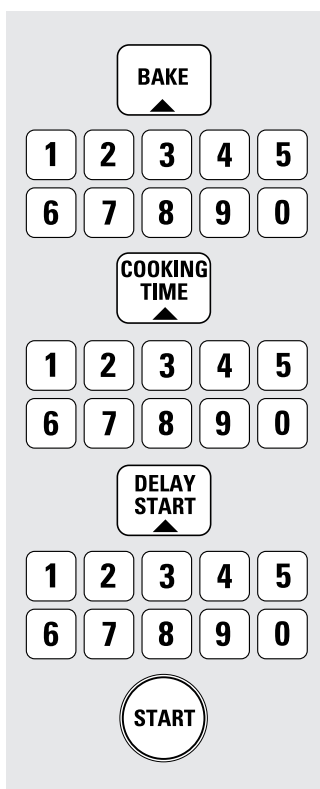 BAKE
1 2 3 4 5
6 7 8 9 0
COOKING
TIME
1 2 3 4 5
6 7 8 9 0
DELAY
START
1 2 3 4 5
6 7 8 9 0
START